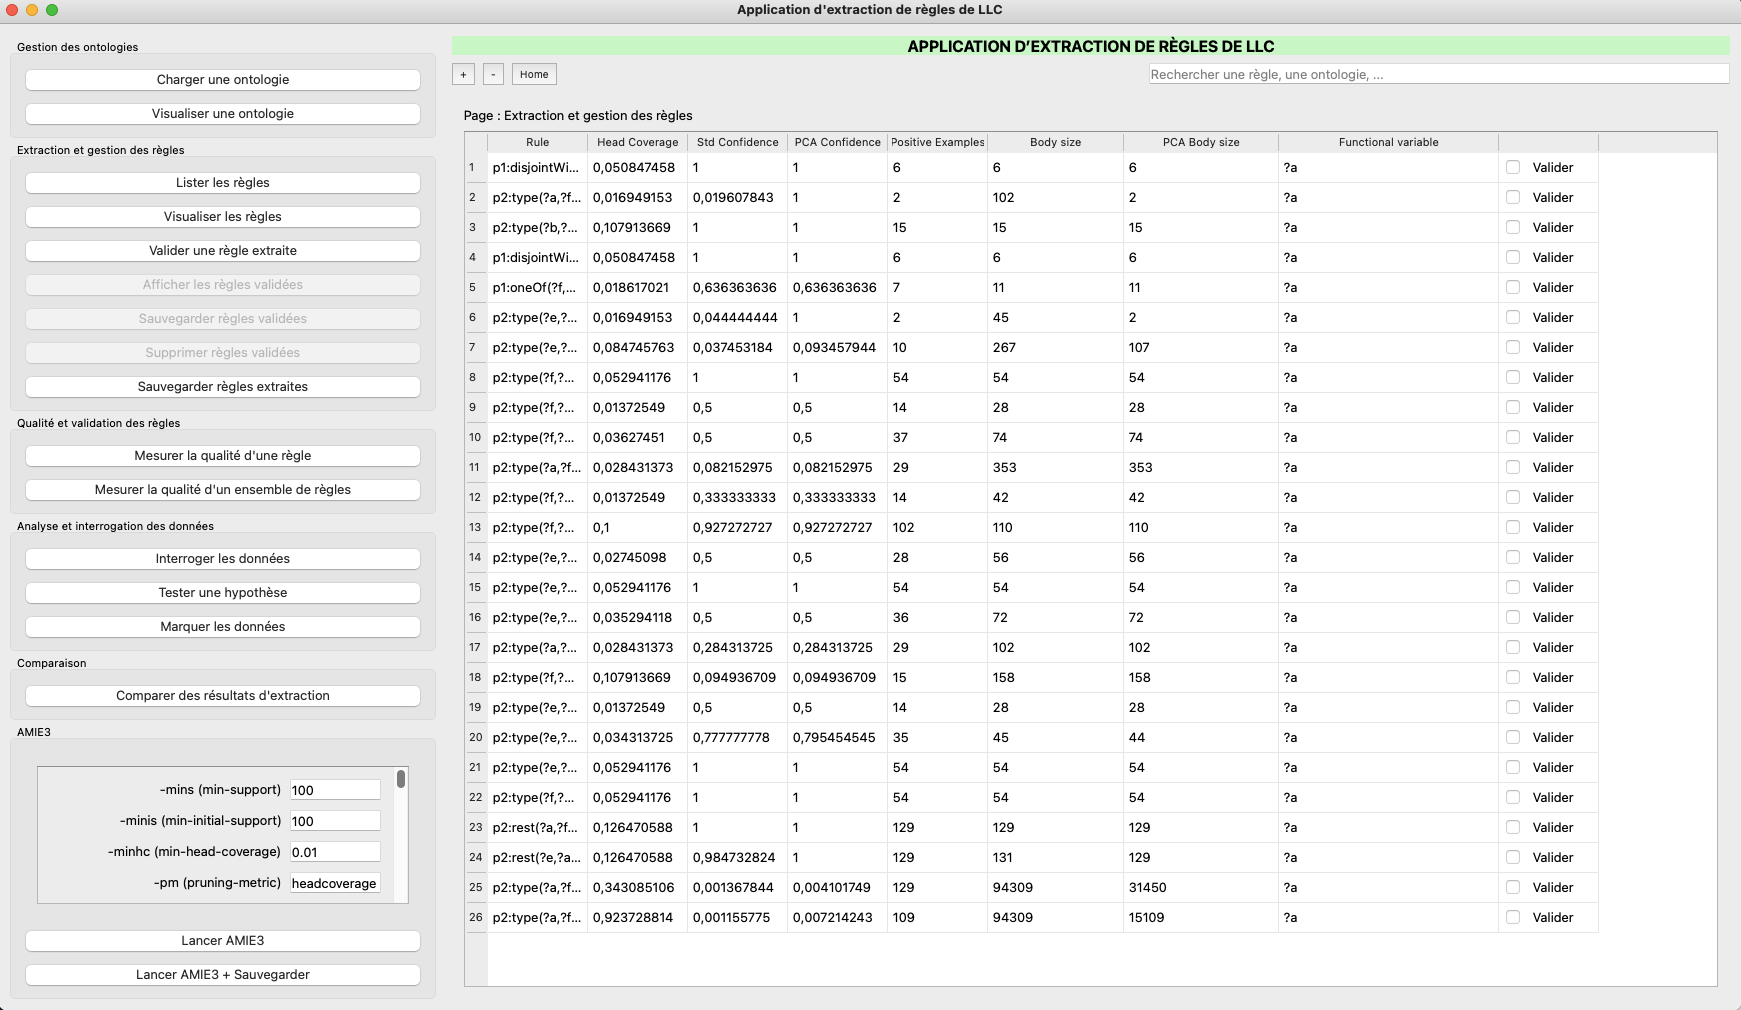 Application d'extraction de règles de LLC
Gestion des ontologies
Charger une ontologie
Visualiser une ontologie
Extraction et gestion des règles
Lister les règles
Visualiser les règles
Valider une règle extraite
Afficher les règles validées
Sauvegarder règles validées
Supprimer règles validées
Sauvegarder règles extraites
Qualité et validation des règles
Mesurer la qualité d'une règle
Mesurer la qualité d'un ensemble de règles
Analyse et interrogation des données
Interroger les données
Tester une hypothèse
Marquer les données
Comparaison
Comparer des résultats d'extraction
AMIE3
-mins (min-support) 100
-minis (min-initial-support) 100
-minhc (min-head-coverage) 0.01
-pm (pruning-metric) headcoverage
Lancer AMIE3
Lancer AMIE3 + Sauvegarder
APPLICATION D’EXTRACTION DE RÈGLES DE LLC
+ - Home Rechercher une règle, une ontologie, ...
Page : Extraction et gestion des règles
Rule Head Coverage Std Confidence PCA Confidence Positive Examples Body size PCA Body size Functional variable
1 p1:disjointWi... 0,050847458 1 1 6 6 6 ?a Valider
2 p2:type(?a,?f... 0,016949153 0,019607843 1 2 102 2 ?a Valider
3 p2:type(?b,?... 0,107913669 1 1 15 15 15 ?a Valider
4 p1:disjointWi... 0,050847458 1 1 6 6 6 ?a Valider
5 p1:oneOf(?f,... 0,018617021 0,636363636 0,636363636 7 11 11 ?a Valider
6 p2:type(?e,?... 0,016949153 0,044444444 1 2 45 2 ?a Valider
7 p2:type(?e,?... 0,084745763 0,037453184 0,093457944 10 267 107 ?a Valider
8 p2:type(?f,?... 0,052941176 1 1 54 54 54 ?a Valider
9 p2:type(?f,?... 0,01372549 0,5 0,5 14 28 28 ?a Valider
10 p2:type(?f,?... 0,03627451 0,5 0,5 37 74 74 ?a Valider
11 p2:type(?a,?f... 0,028431373 0,082152975 0,082152975 29 353 353 ?a Valider
12 p2:type(?f,?... 0,01372549 0,333333333 0,333333333 14 42 42 ?a Valider
13 p2:type(?f,?... 0,1 0,927272727 0,927272727 102 110 110 ?a Valider
14 p2:type(?e,?... 0,02745098 0,5 0,5 28 56 56 ?a Valider
15 p2:type(?e,?... 0,052941176 1 1 54 54 54 ?a Valider
16 p2:type(?e,?... 0,035294118 0,5 0,5 36 72 72 ?a Valider
17 p2:type(?a,?... 0,028431373 0,284313725 0,284313725 29 102 102 ?a Valider
18 p2:type(?f,?... 0,107913669 0,094936709 0,094936709 15 158 158 ?a Valider
19 p2:type(?e,?... 0,01372549 0,5 0,5 14 28 28 ?a Valider
20 p2:type(?e,?... 0,034313725 0,777777778 0,795454545 35 45 44 ?a Valider
21 p2:type(?e,?... 0,052941176 1 1 54 54 54 ?a Valider
22 p2:type(?f,?... 0,052941176 1 1 54 54 54 ?a Valider
23 p2:rest(?a,?f... 0,126470588 1 1 129 129 129 ?a Valider
24 p2:rest(?e,?a... 0,126470588 0,984732824 1 129 131 129 ?a Valider
25 p2:type(?a,?f... 0,343085106 0,001367844 0,004101749 129 94309 31450 ?a Valider
26 p2:type(?a,?f... 0,923728814 0,001155775 0,007214243 109 94309 15109 ?a Valider